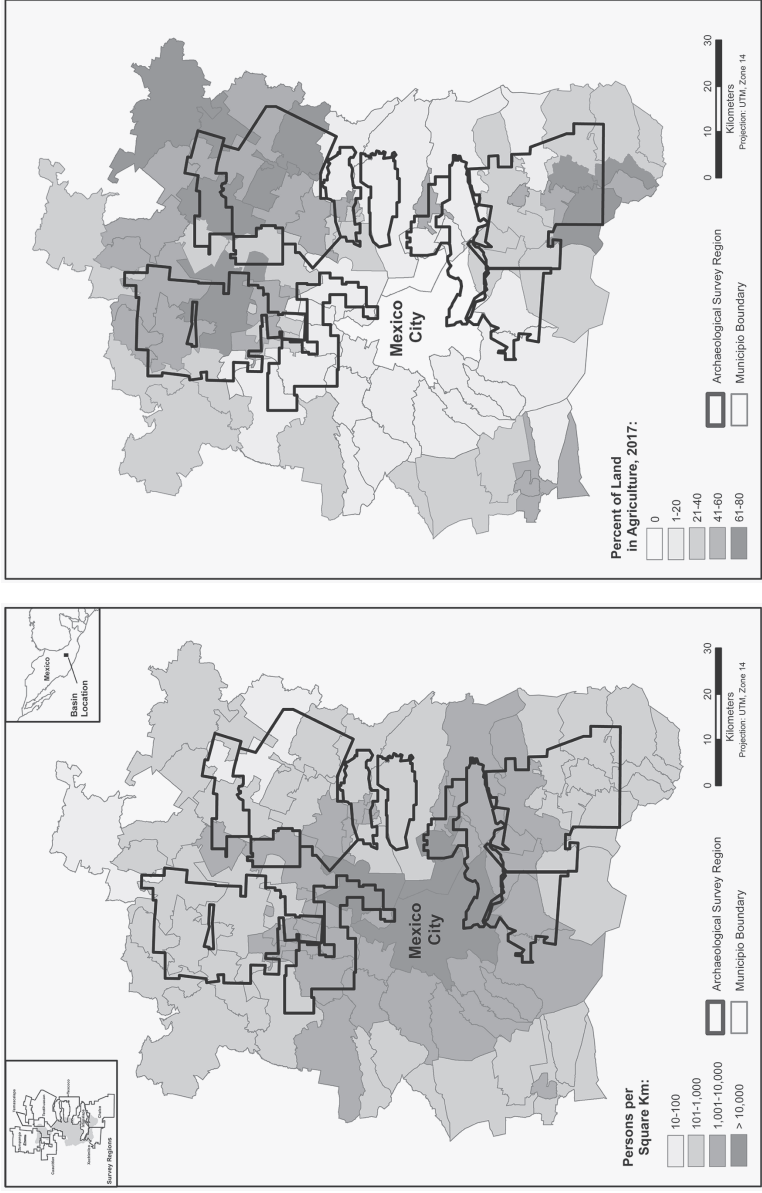 Survey Regions
Mexico
Basin
Location
Mexico
City
Persons per
Square Km:
10-100
101-1,000
1,001-10,000
> 10,000
Archaeological Survey Region
Municipio Boundary
0 10 20 30
Kilometers
Projection: UTM, Zone 14
Mexico
City
Percent of Land
in Agriculture, 2017:
0
1-20
21-40
41-60
61-80
Archaeological Survey Region
Municipio Boundary
0 10 20 30
Kilometers
Projection: UTM, Zone 14